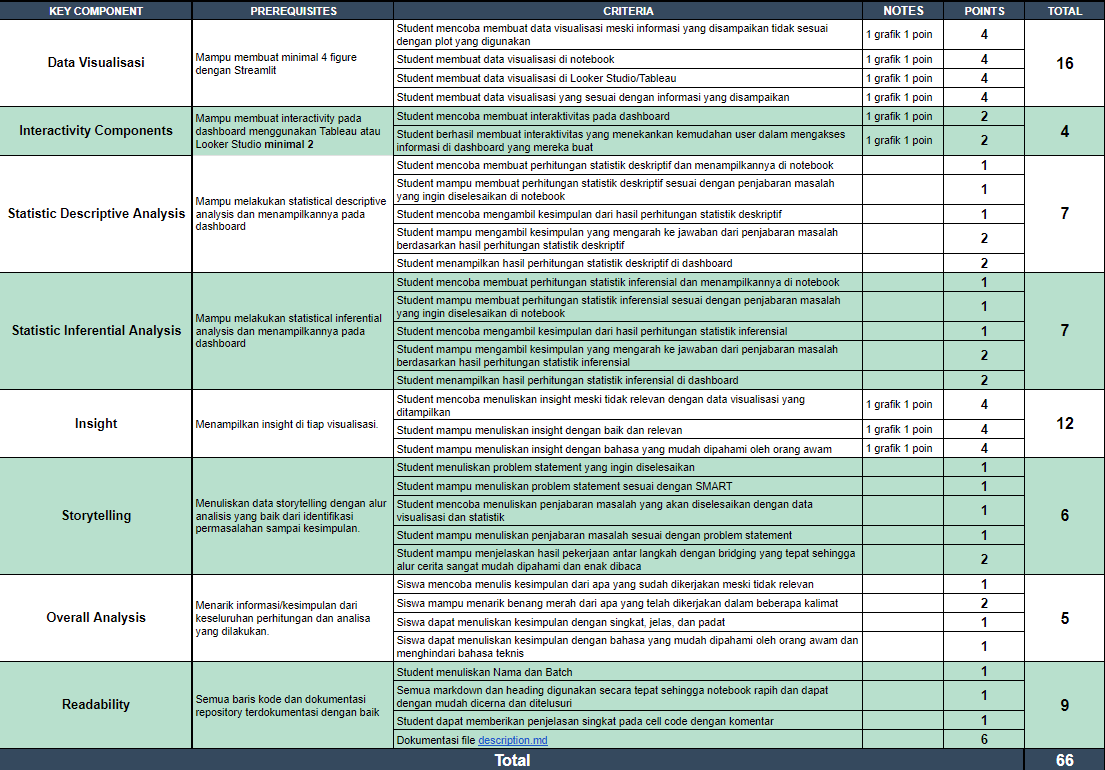 KEY COMPONENT PREREQUISITES CRITERIA NOTES POINTS TOTAL
Data Visualisasi
Mampu membuat minimal 4 figure
dengan Streamlit
Student mencoba membuat data visualisasi meski informasi yang disampaikan tidak sesuai
dengan plot yang digunakan
1 grafik 1 poin
4
Student membuat data visualisasi di notebook
1 grafik 1 poin
4
Student membuat data visualisasi di Looker Studio/Tableau
1 grafik 1 poin
4
Student membuat data visualisasi yang sesuai dengan informasi yang disampaikan
1 grafik 1 poin
4
16
Interactivity Components
Mampu membuat interactivity pada
dashboard menggunakan Tableau atau
Looker Studio minimal 2
Student mencoba membuat interaktivitas pada dashboard
1 grafik 1 poin
2
Student berhasil membuat interaktivitas yang menekankan kemudahan user dalam mengakses
informasi di dashboard yang mereka buat
1 grafik 1 poin
2
4
Statistic Descriptive Analysis
Mampu melakukan statistical descriptive
analysis dan menampilkannya pada
dashboard
Student mencoba membuat perhitungan statistik deskriptif dan menampilkannya di notebook
1
Student mampu membuat perhitungan statistik deskriptif sesuai dengan penjabaran masalah
yang ingin diselesaikan di notebook
1
Student mencoba mengambil kesimpulan dari hasil perhitungan statistik deskriptif
1
Student mampu mengambil kesimpulan yang mengarah ke jawaban dari penjabaran masalah
berdasarkan hasil perhitungan statistik deskriptif
2
Student menampilkan hasil perhitungan statistik deskriptif di dashboard
2
7
Statistic Inferential Analysis
Mampu melakukan statistical inferential
analysis dan menampilkannya pada
dashboard
Student mencoba membuat perhitungan statistik inferensial dan menampilkannya di notebook
1
Student mampu membuat perhitungan statistik inferensial sesuai dengan penjabaran masalah
yang ingin diselesaikan di notebook
1
Student mencoba mengambil kesimpulan dari hasil perhitungan statistik inferensial
1
Student mampu mengambil kesimpulan yang mengarah ke jawaban dari penjabaran masalah
berdasarkan hasil perhitungan statistik inferensial
2
Student menampilkan hasil perhitungan statistik inferensial di dashboard
2
7
Insight
Menampilkan insight di tiap visualisasi.
Student mencoba menuliskan insight meski tidak relevan dengan data visualisasi yang
ditampilkan
1 grafik 1 poin
4
Student mampu menuliskan insight dengan baik dan relevan
1 grafik 1 poin
4
Student mampu menuliskan insight dengan bahasa yang mudah dipahami oleh orang awam
1 grafik 1 poin
4
12
Storytelling
Menuliskan data storytelling dengan alur
analisis yang baik dari identifikasi
permasalahan sampai kesimpulan.
Student menuliskan problem statement yang ingin diselesaikan
1
Student mampu menuliskan problem statement sesuai dengan SMART
1
Student mencoba menuliskan penjabaran masalah yang akan diselesaikan dengan data
visualisasi dan statistik
1
Student mampu menuliskan penjabaran masalah sesuai dengan problem statement
1
Student mampu menjelaskan hasil pekerjaan antar langkah dengan bridging yang tepat sehingga
alur cerita sangat mudah dipahami dan enak dibaca
2
6
Overall Analysis
Menarik informasi/kesimpulan dari
keseluruhan perhitungan dan analisa
yang dilakukan.
Siswa mencoba menulis kesimpulan dari apa yang sudah dikerjakan meski tidak relevan
1
Siswa mampu menarik benang merah dari apa yang telah dikerjakan dalam beberapa kalimat
2
Siswa dapat menuliskan kesimpulan dengan singkat, jelas, dan padat
1
Siswa dapat menuliskan kesimpulan dengan bahasa yang mudah dipahami oleh orang awam dan
menghindari bahasa teknis
1
5
Readability
Semua baris kode dan dokumentasi
repository terdokumentasi dengan baik
Student menuliskan Nama dan Batch
1
Semua markdown dan heading digunakan secara tepat sehingga notebook rapih dan dapat
dengan mudah dicerna dan ditelusuri
1
Student dapat memberikan penjelasan singkat pada cell code dengan komentar
1
Dokumentasi file description.md
6
9
Total 66